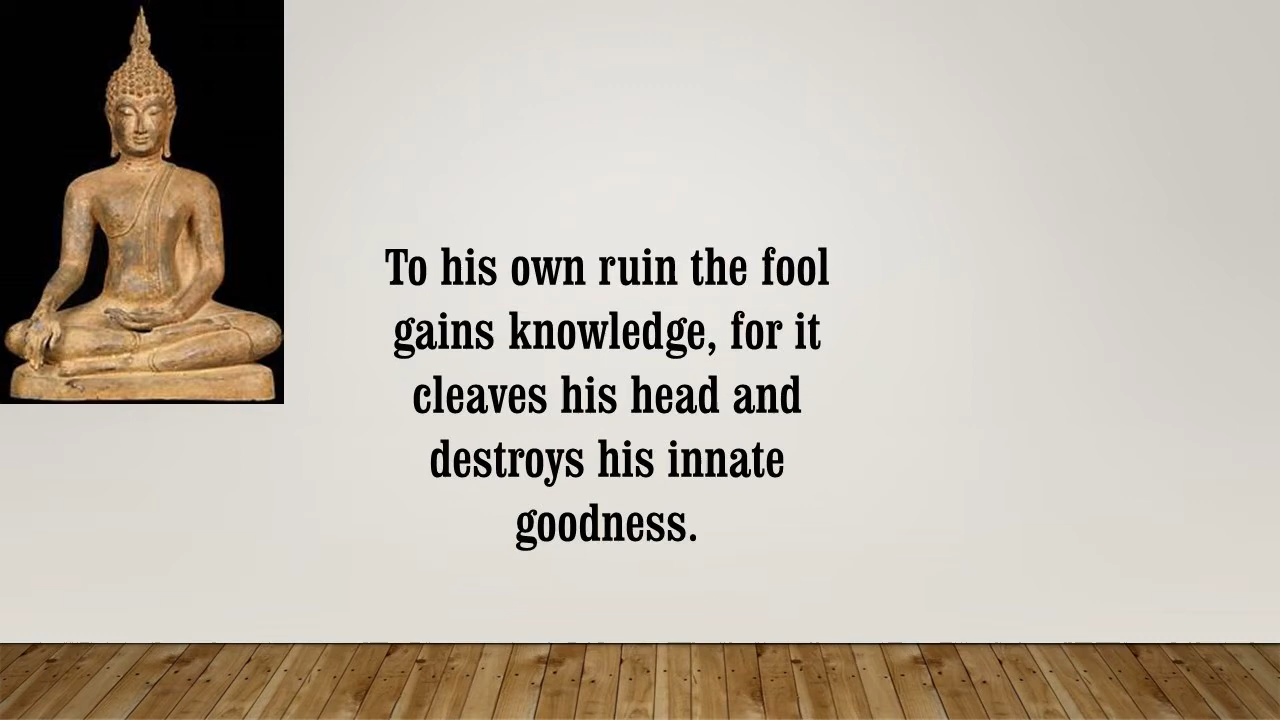 To his own ruin the fool
gains knowledge, for it
cleaves his head and
destroys his innate
goodness.